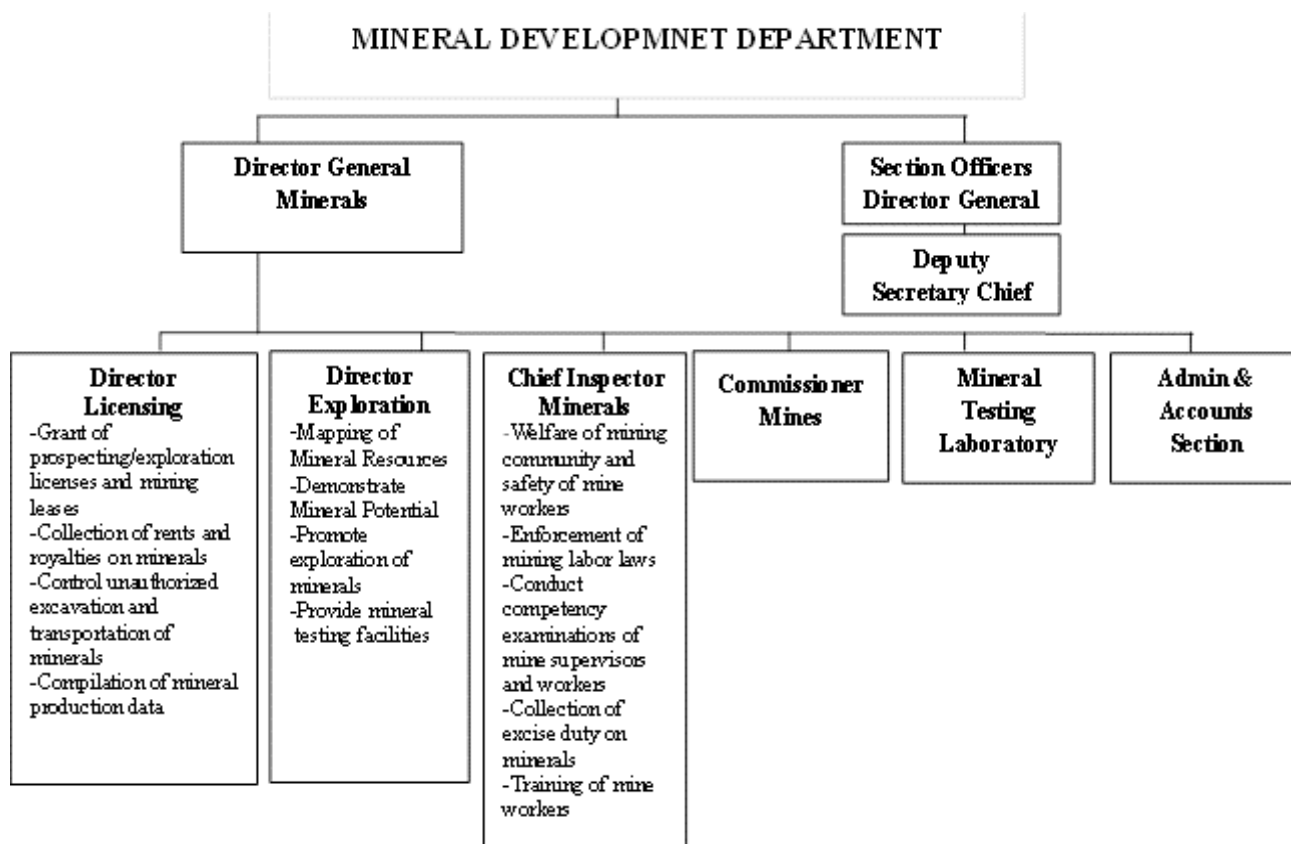 MINERAL DEVELOPMNET DEPARTMENT
Director General
Minerals
Section Officers
Director General
Deputy
Secretary Chief
Director
Licensing
-Grant of
prospecting/exploration
licenses and mining
leases
-Collection of rents and
royalties on minerals
-Control unauthorized
excavation and
transportation of
minerals
-Compilation of mineral
production data
Director
Exploration
-Mapping of
Mineral Resources
-Demonstrate
Mineral Potential
-Promote
exploration of
minerals
-Provide mineral
testing facilities
Chief Inspector
Minerals
-Welfare of mining
community and
safety of mine
workers
-Enforcement of
mining labor laws
-Conduct
competency
examinations of
mine supervisors
and workers
-Collection of
excise duty on
minerals
-Training of mine
workers
Commissioner
Mines
Mineral
Testing
Laboratory
Admin &
Accounts
Section